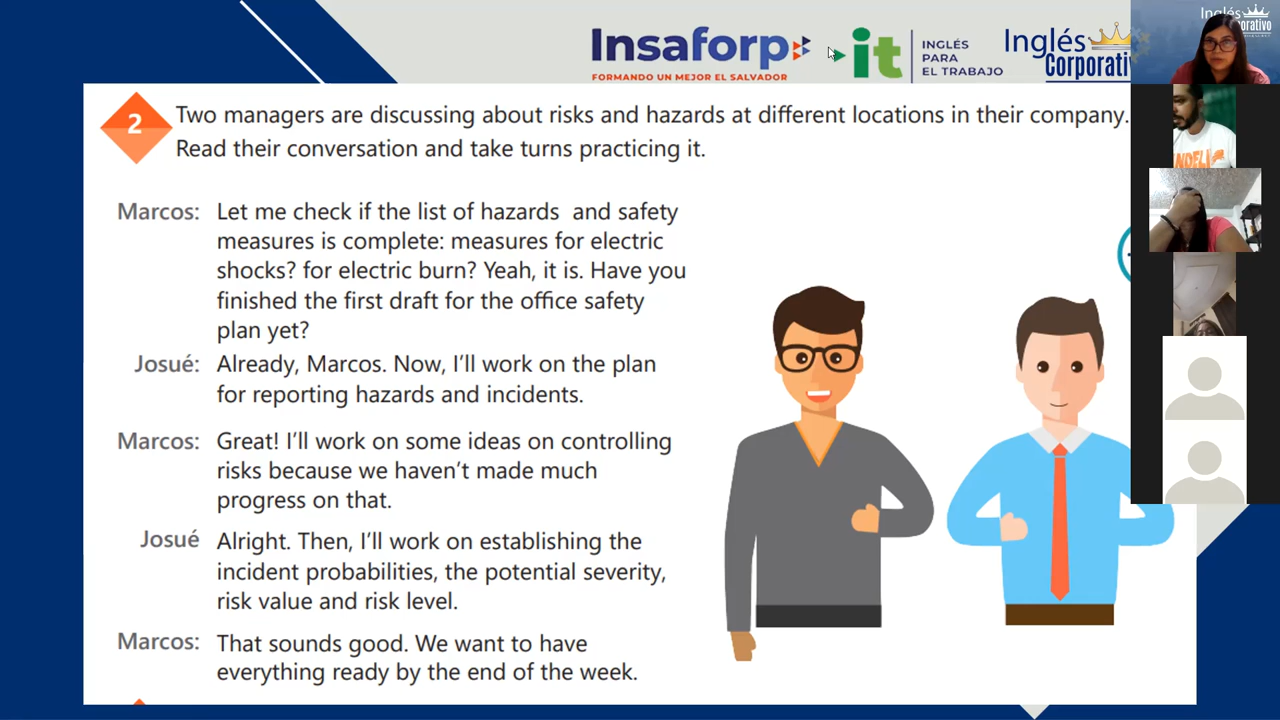 Insaforp
FORMANDO UN MEJOR EL SALVADOR
it
INGLÉS
PARA
EL TRABAJO
Inglés
Corporati
Inglés
2
Two managers are discussing about risks and hazards at different locations in their company.
Read their conversation and take turns practicing it.
Marcos: Let me check if the list of hazards and safety
measures is complete: measures for electric
shocks? for electric burn? Yeah, it is. Have you
finished the first draft for the office safety
plan yet?
Josué: Already, Marcos. Now, I'll work on the plan
for reporting hazards and incidents.
Marcos: Great! I'll work on some ideas on controlling
risks because we haven't made much
progress on that.
Josué Alright. Then, I'll work on establishing the
incident probabilities, the potential severity,
risk value and risk level.
Marcos: That sounds good. We want to have
everything ready by the end of the week.